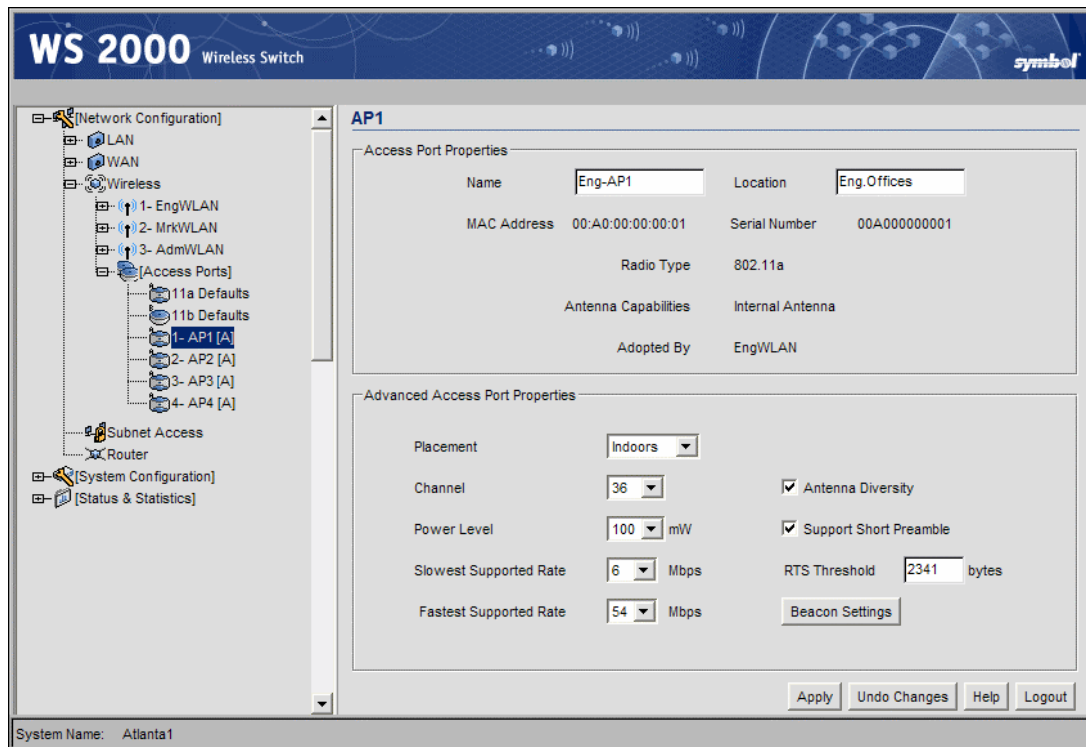 WS 2000 Wireless Switch
symbol
[Network Configuration]
LAN
WAN
Wireless
1- EngWLAN
2- MrkWLAN
3- AdmWLAN
[Access Ports]
11a Defaults
11b Defaults
1- AP1 [A]
2- AP2 [A]
3- AP3 [A]
4- AP4 [A]
Subnet Access
Router
[System Configuration]
[Status & Statistics]
AP1
Access Port Properties
Name Eng-AP1 Location Eng.Offices
MAC Address 00:A0:00:00:00:01 Serial Number 00A000000001
Radio Type 802.11a
Antenna Capabilities Internal Antenna
Adopted By EngWLAN
Advanced Access Port Properties
Placement Indoors
Channel 36 Antenna Diversity
Power Level 100 mW Support Short Preamble
Slowest Supported Rate 6 Mbps RTS Threshold 2341 bytes
Fastest Supported Rate 54 Mbps Beacon Settings
Apply Undo Changes Help Logout
System Name: Atlanta1